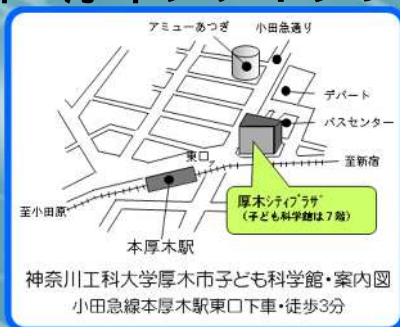 アミューあつぎ
小田急通り
デパート
バスセンター
東口
至新宿
厚木シティプラザ
(子ども科学館は7階)
至小田原
本厚木駅
神奈川工科大学厚木市子ども科学館・案内図
小田急線本厚木駅東口下車・徒歩3分